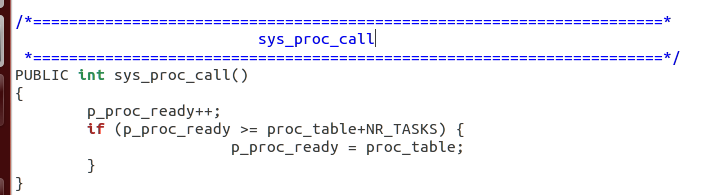 /*======================================================================*
                           sys_proc_call
 *======================================================================*/
PUBLIC int sys_proc_call()
{
        p_proc_ready++;
        if (p_proc_ready >= proc_table+NR_TASKS) {
                        p_proc_ready = proc_table;
        }
}